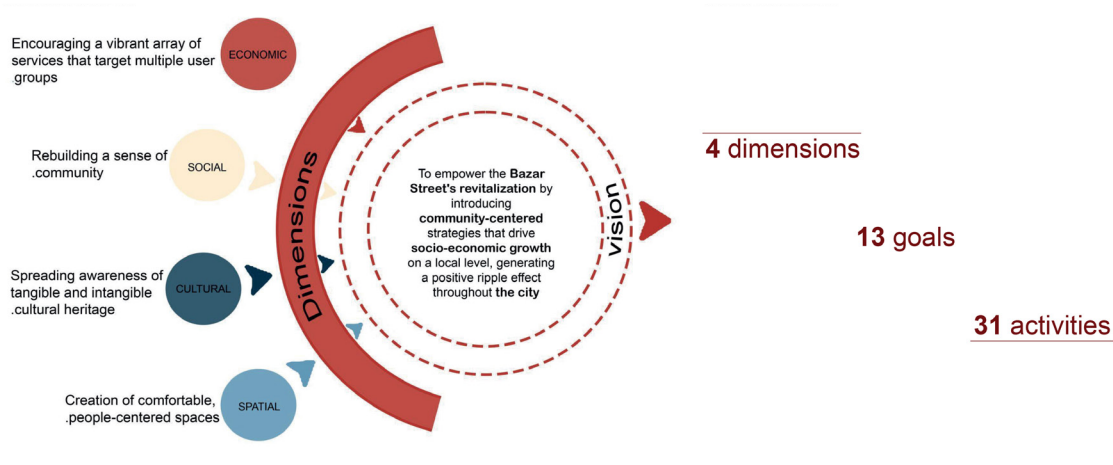 Encouraging a vibrant array of
services that target multiple user
.groups
ECONOMIC
Rebuilding a sense of
.community
SOCIAL
Spreading awareness of
tangible and intangible
.cultural heritage
CULTURAL
Creation of comfortable,
.people-centered spaces
SPATIAL
Dimensions
To empower the Bazar
Street's revitalization by
introducing
community-centered
strategies that drive
socio-economic growth
on a local level, generating
a positive ripple effect
throughout the city
vision
4 dimensions
13 goals
31 activities